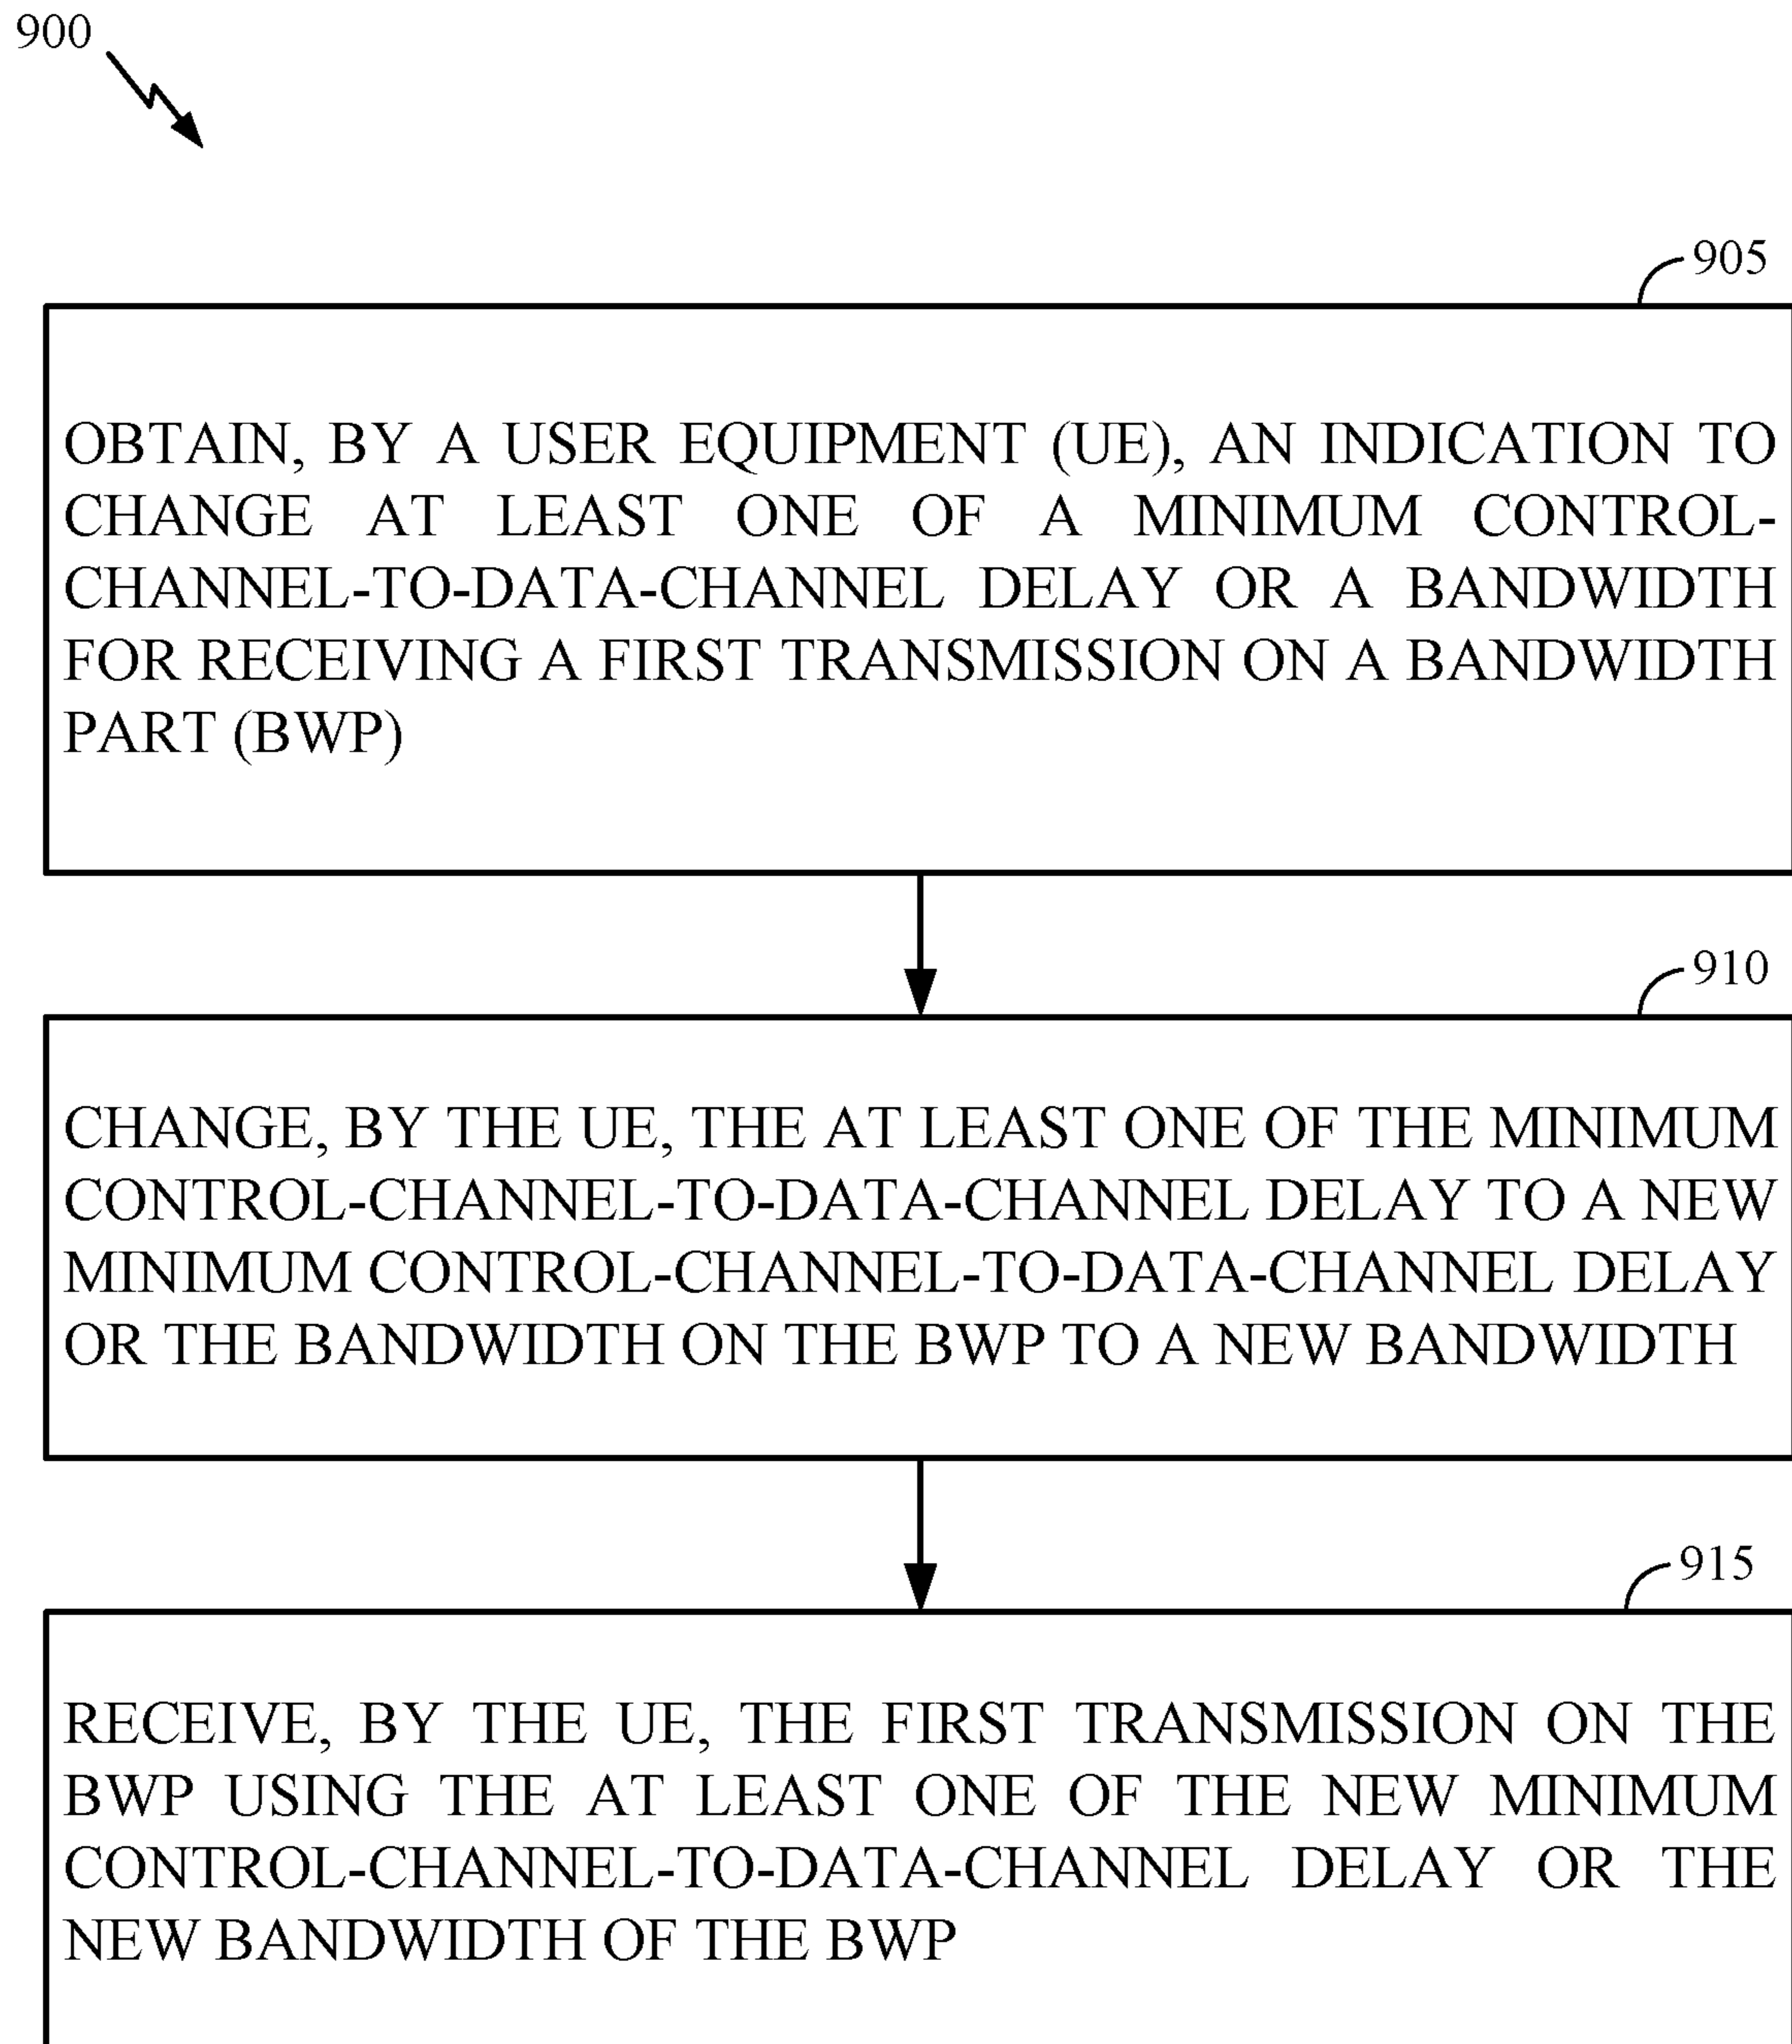 900
905
OBTAIN, BY A USER EQUIPMENT (UE), AN INDICATION TO
CHANGE AT LEAST ONE OF A MINIMUM CONTROL-
CHANNEL-TO-DATA-CHANNEL DELAY OR A BANDWIDTH
FOR RECEIVING A FIRST TRANSMISSION ON A BANDWIDTH
PART (BWP)
910
CHANGE, BY THE UE, THE AT LEAST ONE OF THE MINIMUM
CONTROL-CHANNEL-TO-DATA-CHANNEL DELAY TO A NEW
MINIMUM CONTROL-CHANNEL-TO-DATA-CHANNEL DELAY
OR THE BANDWIDTH ON THE BWP TO A NEW BANDWIDTH
915
RECEIVE, BY THE UE, THE FIRST TRANSMISSION ON THE
BWP USING THE AT LEAST ONE OF THE NEW MINIMUM
CONTROL-CHANNEL-TO-DATA-CHANNEL DELAY OR THE
NEW BANDWIDTH OF THE BWP